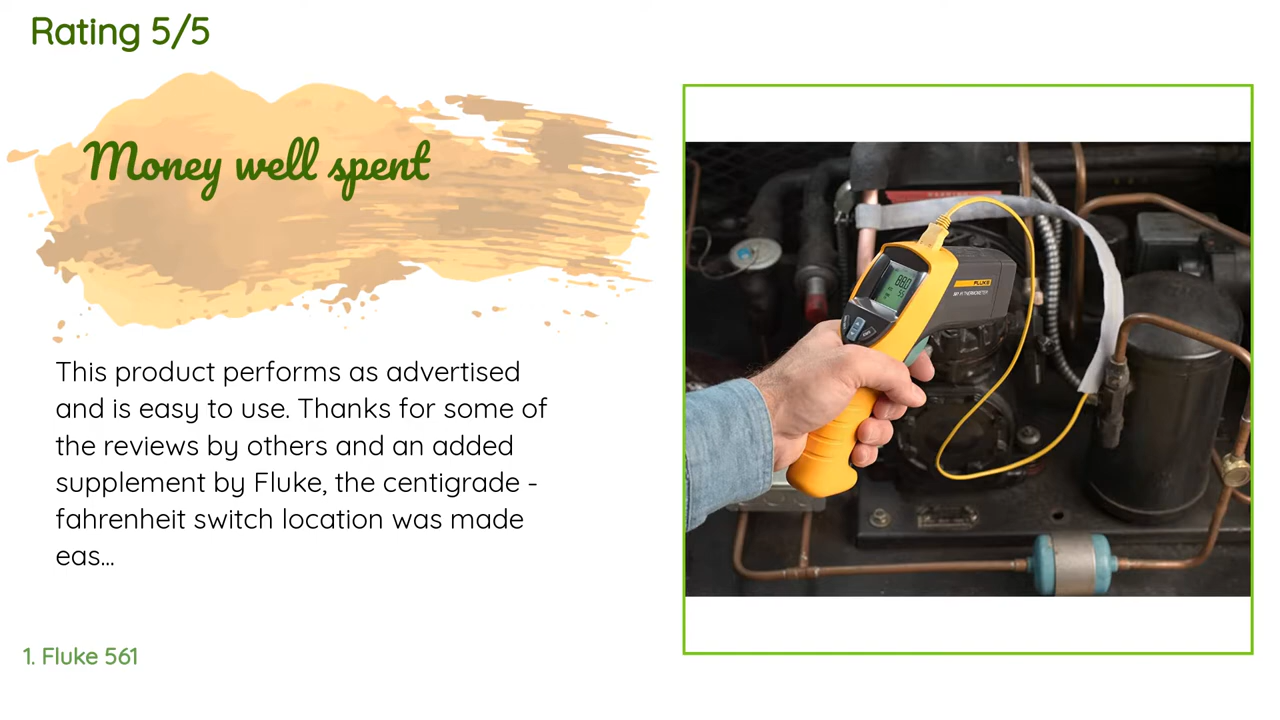 Rating 5/5
Money well spent
This product performs as advertised
and is easy to use. Thanks for some of
the reviews by others and an added
supplement by Fluke, the centigrade -
fahrenheit switch location was made
eas...
1. Fluke 561
FLUKE